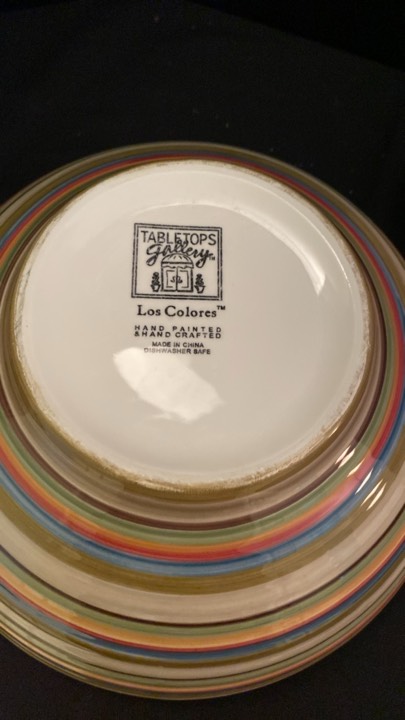 TABLETOPS
Gallery
Los Colores™
HAND PAINTED
& HAND CRAFTED
MADE IN CHINA
DISHWASHER SAFE